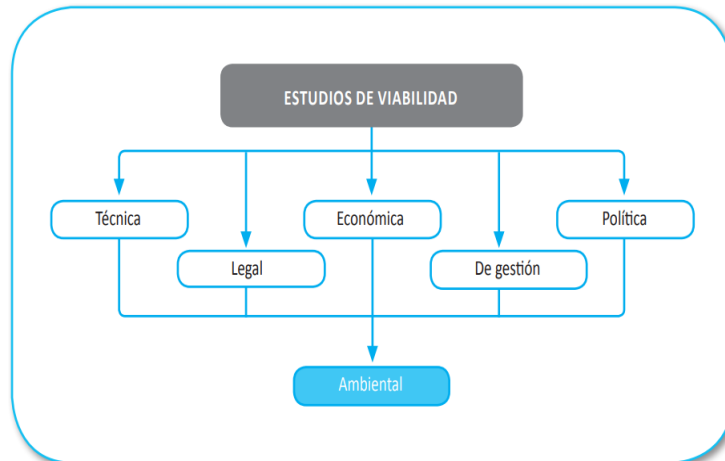 ESTUDIOS DE VIABILIDAD
Técnica
Económica
Política
Legal
De gestión
Ambiental